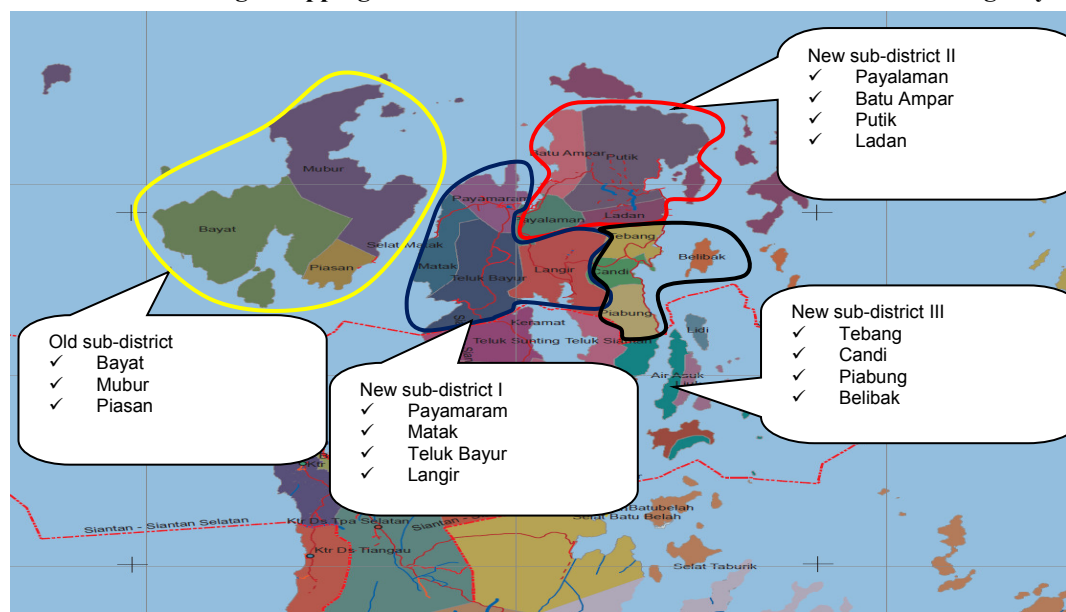 New sub-district II
✓ Payalaman
✓ Batu Ampar
✓ Putik
✓ Ladan
Mubur
Bayat
Piasan
Selat Matak
Payamaram
Matak
Teluk Bayur
Batu Ampar
Putik
Payalaman
Ladan
Langir
Tebang
Candi
Belibak
Piabung
Keramat
Teluk Sunting
Lidi
Air Asuk
Old sub-district
✓ Bayat
✓ Mubur
✓ Piasan
New sub-district I
✓ Payamaram
✓ Matak
✓ Teluk Bayur
✓ Langir
New sub-district III
✓ Tebang
✓ Candi
✓ Piabung
✓ Belibak
Siantan - Siantan Selatan
Ktr Ds Tpa Selatan
Ktr Ds Tiangau
Selat Batu Belah
Selat Taburik